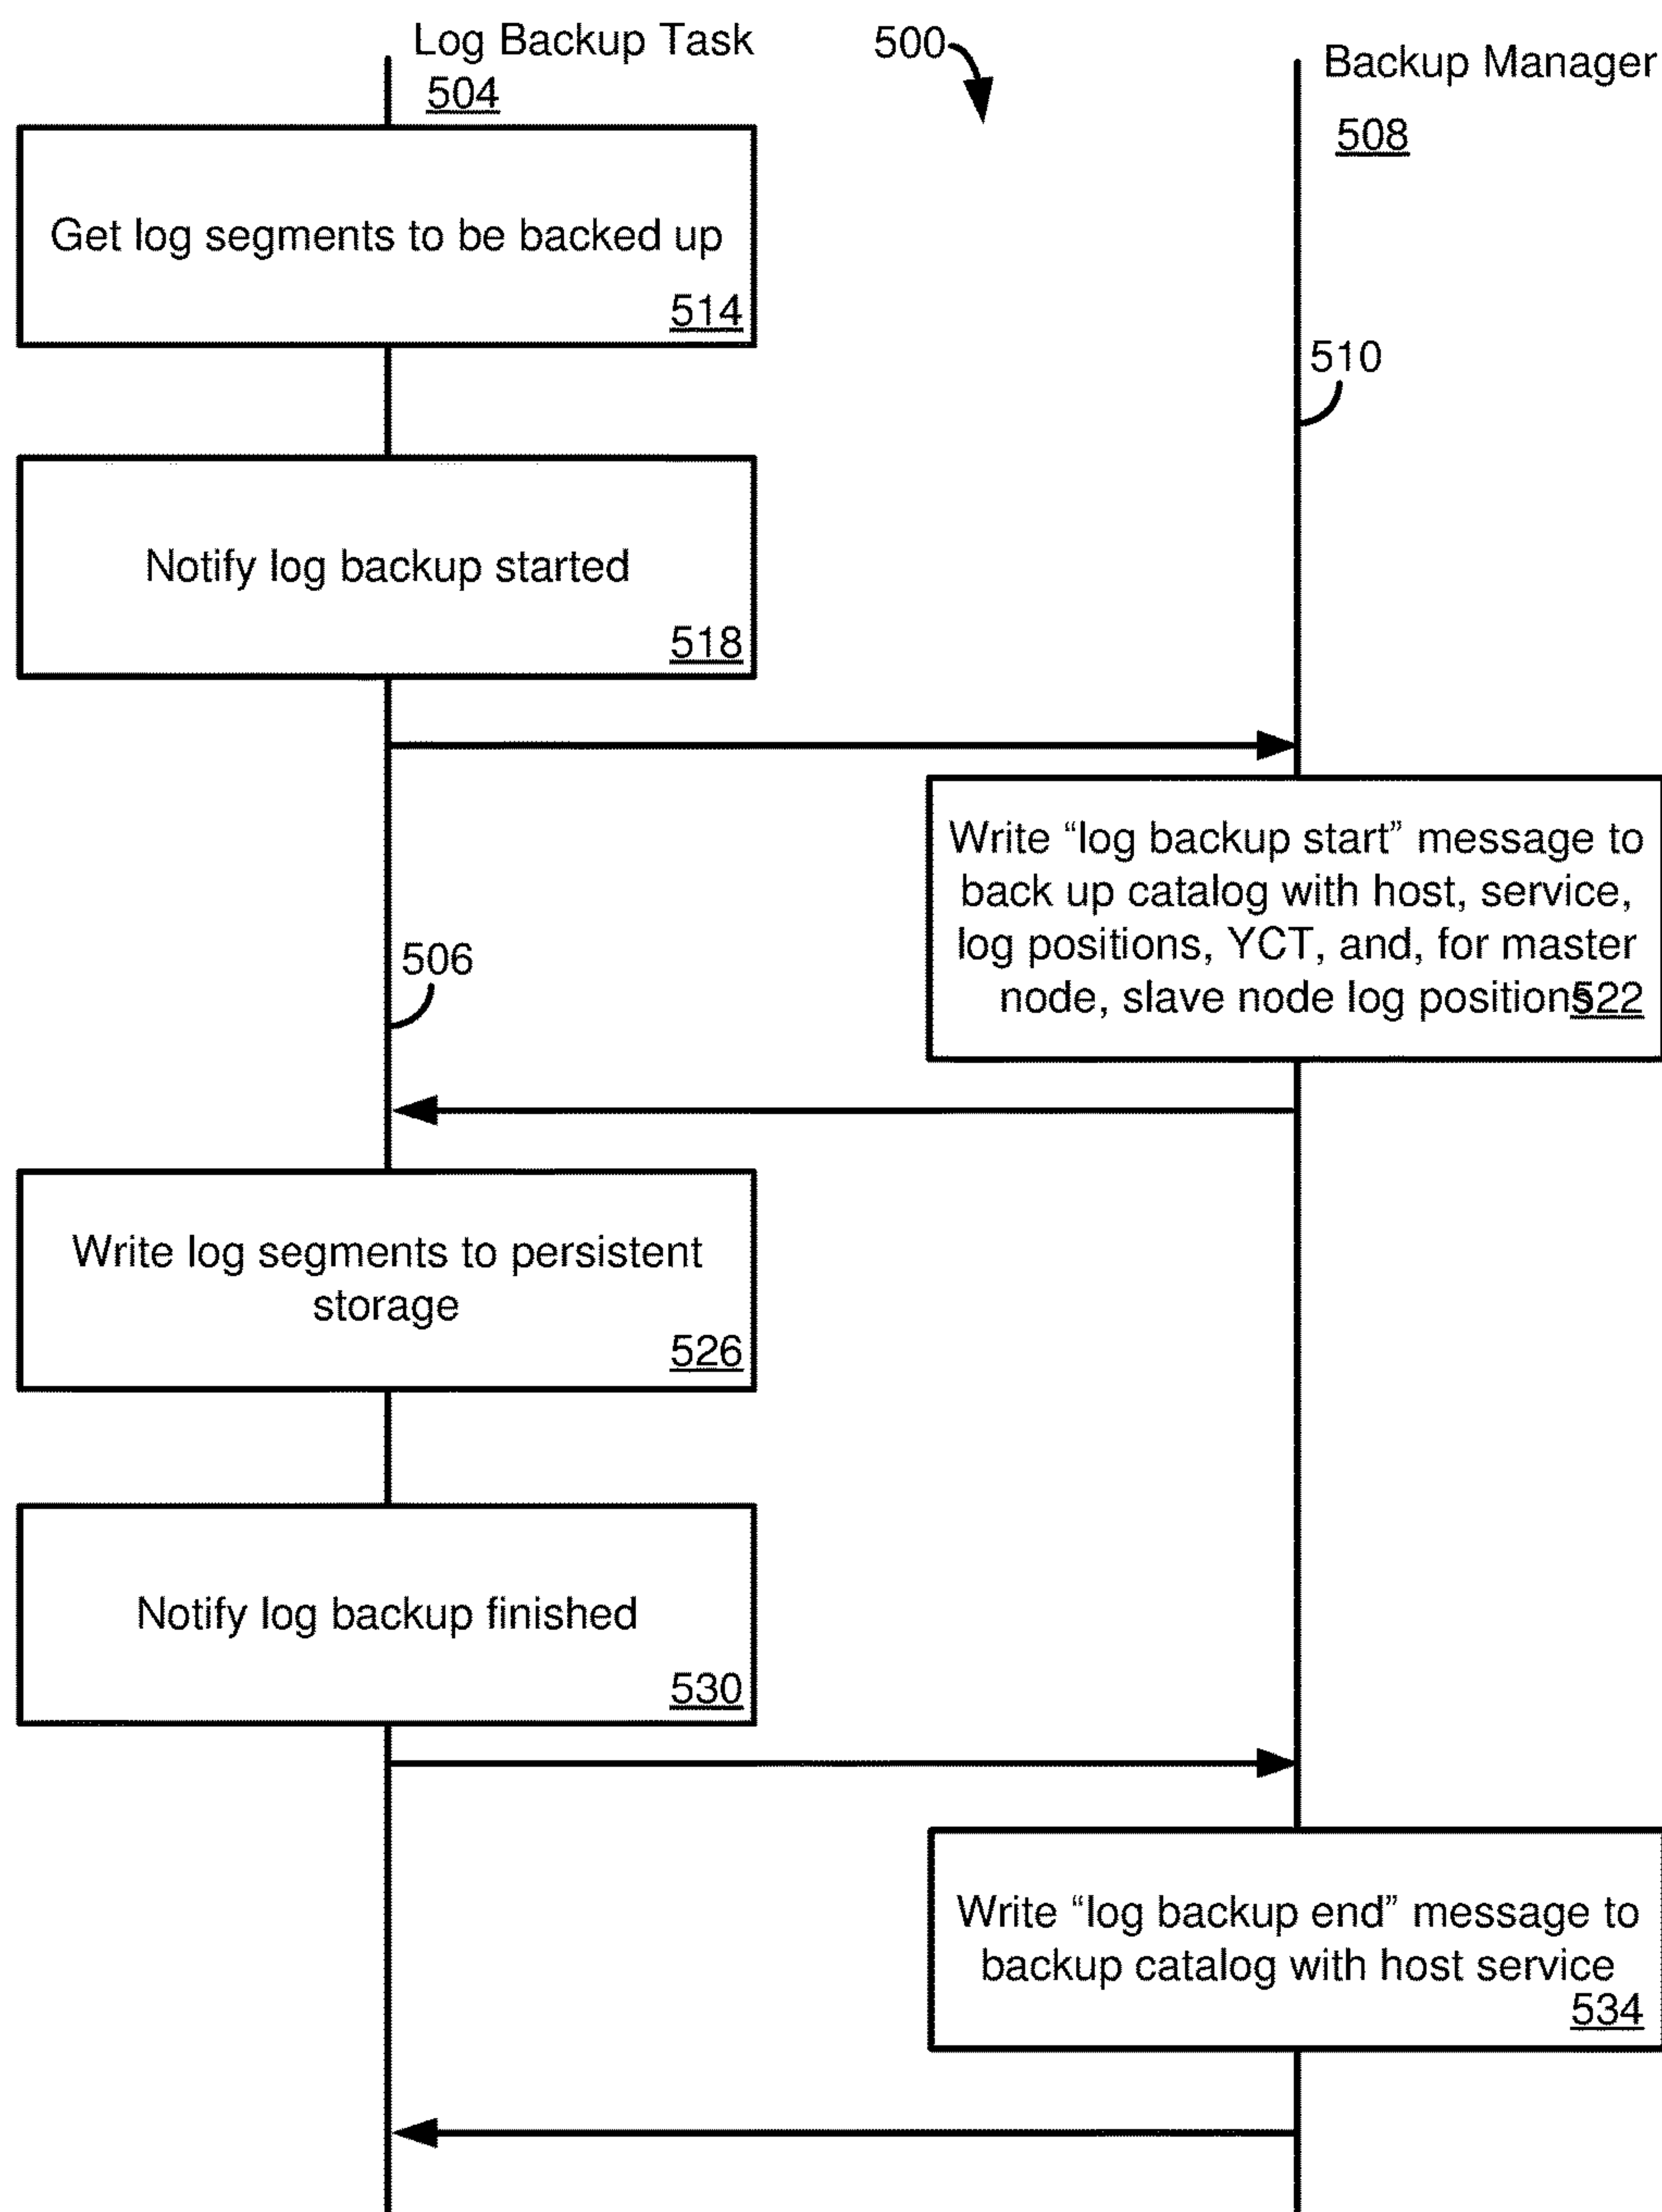 Log Backup Task
504
500
Backup Manager
508
Get log segments to be backed up
514
510
Notify log backup started
518
Write “log backup start” message to
back up catalog with host, service,
log positions, YCT, and, for master
node, slave node log positions
522
506
Write log segments to persistent
storage
526
Notify log backup finished
530
Write “log backup end” message to
backup catalog with host service
534